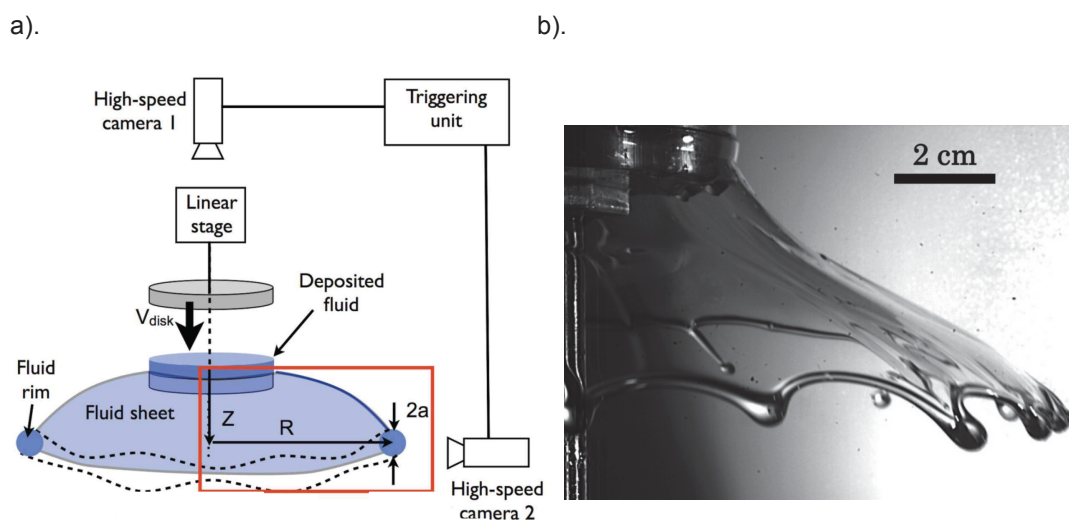 a).
b).
High-speed
camera 1
Triggering
unit
2 cm
Linear
stage
Deposited
fluid
Vdisk
Fluid
rim
Fluid sheet
Z
R
2a
High-speed
camera 2